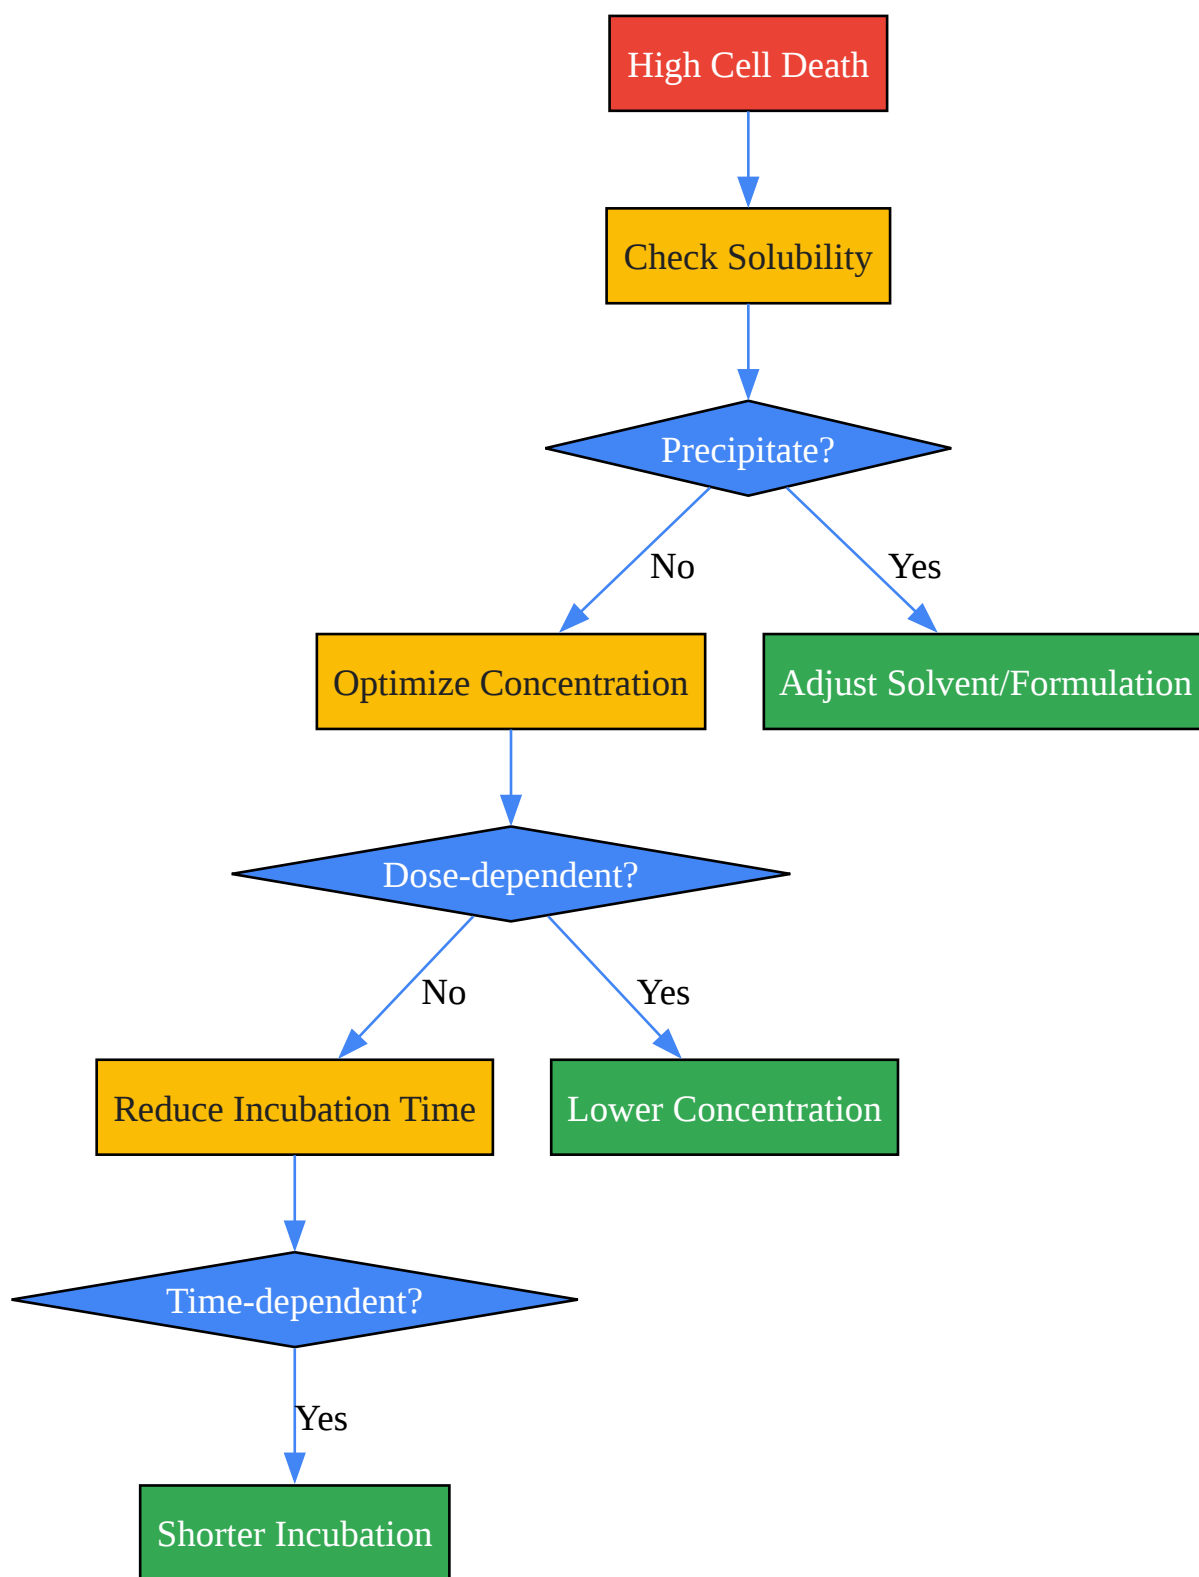 High Cell Death
Check Solubility
Precipitate?
No
Yes
Optimize Concentration
Adjust Solvent/Formulation
Dose-dependent?
No
Yes
Reduce Incubation Time
Lower Concentration
Time-dependent?
Yes
Shorter Incubation